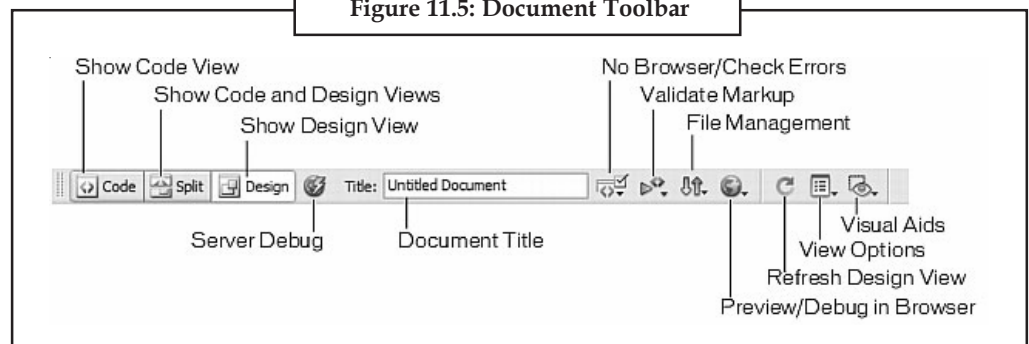 Figure 11.5: Document Toolbar
Show Code View
No Browser/Check Errors
Show Code and Design Views
Validate Markup
Show Design View
File Management
Code Split Design Title: Untitled Document
Server Debug
Document Title
Visual Aids
View Options
Refresh Design View
Preview/Debug in Browser